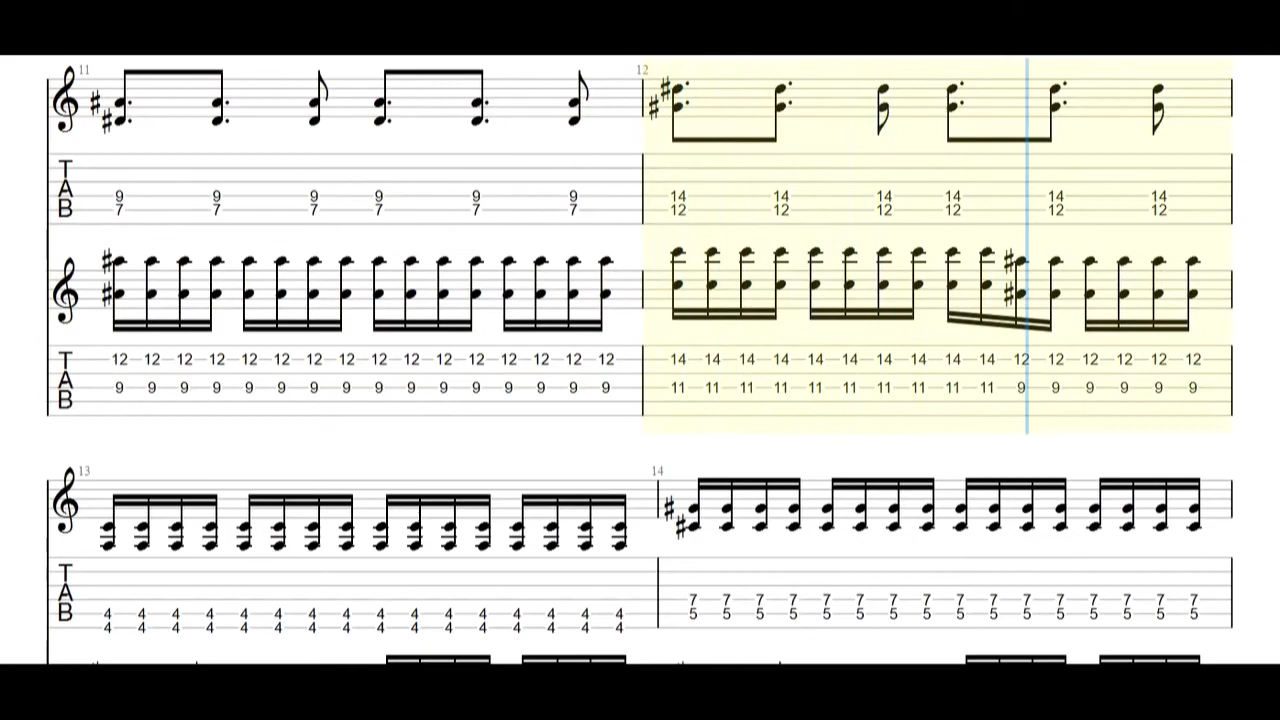 11 12
T
A 9 9 9 9 9 9 14 14 14 14 14 14
B 7 7 7 7 7 7 12 12 12 12 12 12
T 12 12 12 12 12 12 12 12 12 12 12 12 12 12 12 12 14 14 14 14 14 14 14 14 14 14 12 12 12 12 12 12
A 9 9 9 9 9 9 9 9 9 9 9 9 9 9 9 9 11 11 11 11 11 11 11 11 11 11 9 9 9 9 9 9
B
13 14
T
A 7 7 7 7 7 7 7 7 7 7 7 7 7 7 7 7
B 4 4 4 4 4 4 4 4 4 4 4 4 4 4 4 4 5 5 5 5 5 5 5 5 5 5 5 5 5 5 5 5
4 4 4 4 4 4 4 4 4 4 4 4 4 4 4 4